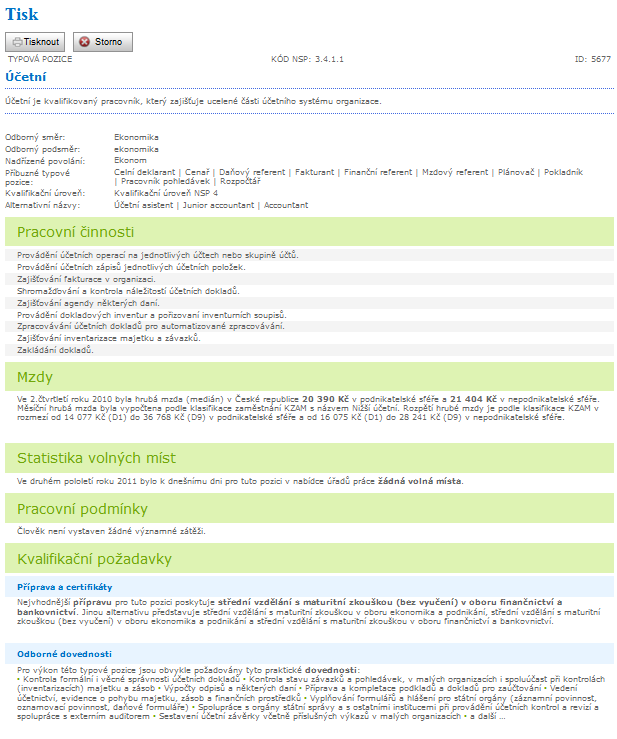 Tisk
Tisknout Storno
TYPOVÁ POZICE KÓD NSP: 3.4.1.1 ID: 5677
Účetní
Účetní je kvalifikovaný pracovník, který zajišťuje ucelené části účetního systému organizace.
Odborný směr: Ekonomika
Odborný podsměr: ekonomika
Nadřízené povolání: Ekonom
Příbuzné typové pozice: Celní deklarant | Cenař | Daňový referent | Fakturant | Finanční referent | Mzdový referent | Plánovač | Pokladník
| Pracovník pohledávek | Rozpočtář
Kvalifikační úroveň: Kvalifikační úroveň NSP 4
Alternativní názvy: Účetní asistent | Junior accountant | Accountant
Pracovní činnosti
Provádění účetních operací na jednotlivých účtech nebo skupině účtů.
Provádění účetních zápisů jednotlivých účetních položek.
Zajišťování fakturace v organizaci.
Shromažďování a kontrola náležitostí účetních dokladů.
Zajišťování agendy některých daní.
Provádění dokladových inventur a pořizovaní inventurních soupisů.
Zpracovávání účetních dokladů pro automatizované zpracovávání.
Zajišťování inventarizace majetku a závazků.
Zakládání dokladů.
Mzdy
Ve 2.čtvrtletí roku 2010 byla hrubá mzda (medián) v České republice 20 390 Kč v podnikatelské sféře a 21 404 Kč v nepodnikatelské sféře.
Měsíční hrubá mzda byla vypočtena podle klasifikace zaměstnání KZAM s názvem Nižší účetní. Rozpětí hrubé mzdy je podle klasifikace KZAM v
rozmezí od 14 077 Kč (D1) do 36 768 Kč (D9) v podnikatelské sféře a od 16 075 Kč (D1) do 28 241 Kč (D9) v nepodnikatelské sféře.
Statistika volných míst
Ve druhém pololetí roku 2011 bylo k dnešnímu dni pro tuto pozici v nabídce úřadů práce žádná volná místa.
Pracovní podmínky
Člověk není vystaven žádné významné zátěži.
Kvalifikační požadavky
Příprava a certifikáty
Nejvhodnější přípravu pro tuto pozici poskytuje střední vzdělání s maturitní zkouškou (bez vyučení) v oboru finančnictví a
bankovnictví. Jinou alternativu představuje střední vzdělání s maturitní zkouškou v oboru ekonomika a podnikání, střední vzdělání s maturitní
zkouškou (bez vyučení) v oboru ekonomika a podnikání a střední vzdělání s maturitní zkouškou v oboru finančnictví a bankovnictví.
Odborné dovednosti
Pro výkon této typové pozice jsou obvykle požadovány tyto praktické dovednosti:
• Kontrola formální i věcné správnosti účetních dokladů • Kontrola stavu závazků a pohledávek, v malých organizacích i spoluúčast při kontrolách
(inventarizacích) majetku a zásob • Výpočty odpisů a některých daní • Příprava a kompletace podkladů a dokladů pro zaúčtování • Vedení
účetnictví, evidence o pohybu majetku, zásob a finančních prostředků • Vyplňování formulářů a hlášení pro státní orgány (záznamní povinnost,
oznamovací povinnost, daňové formuláře) • Spolupráce s orgány státní správy a s ostatními institucemi při provádění účetních kontrol a revizí a
spolupráce s externím auditorem • Sestavení účetní závěrky včetně příslušných výkazů v malých organizacích • a další ...